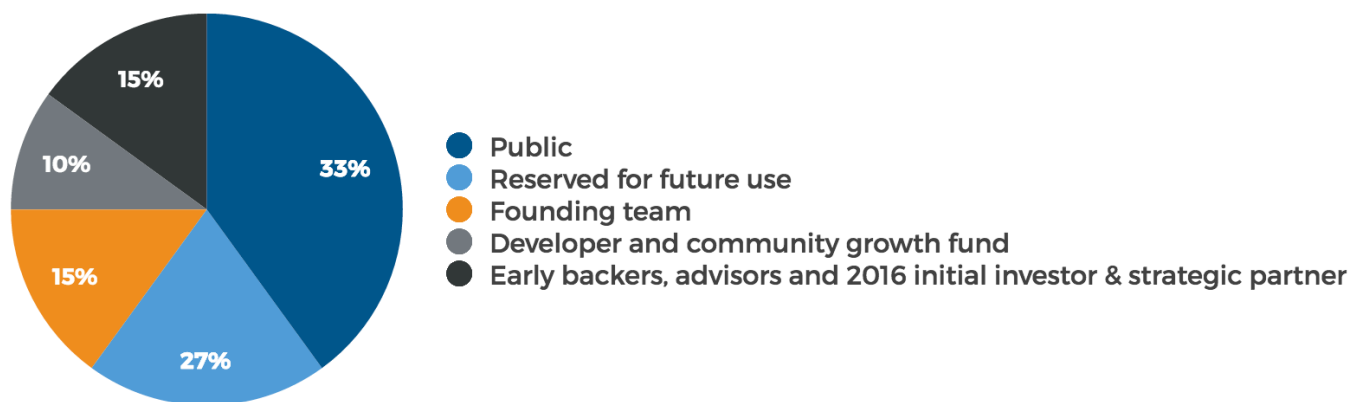 15%
33%
10%
15%
27%
Public
Reserved for future use
Founding team
Developer and community growth fund
Early backers, advisors and 2016 initial investor & strategic partner